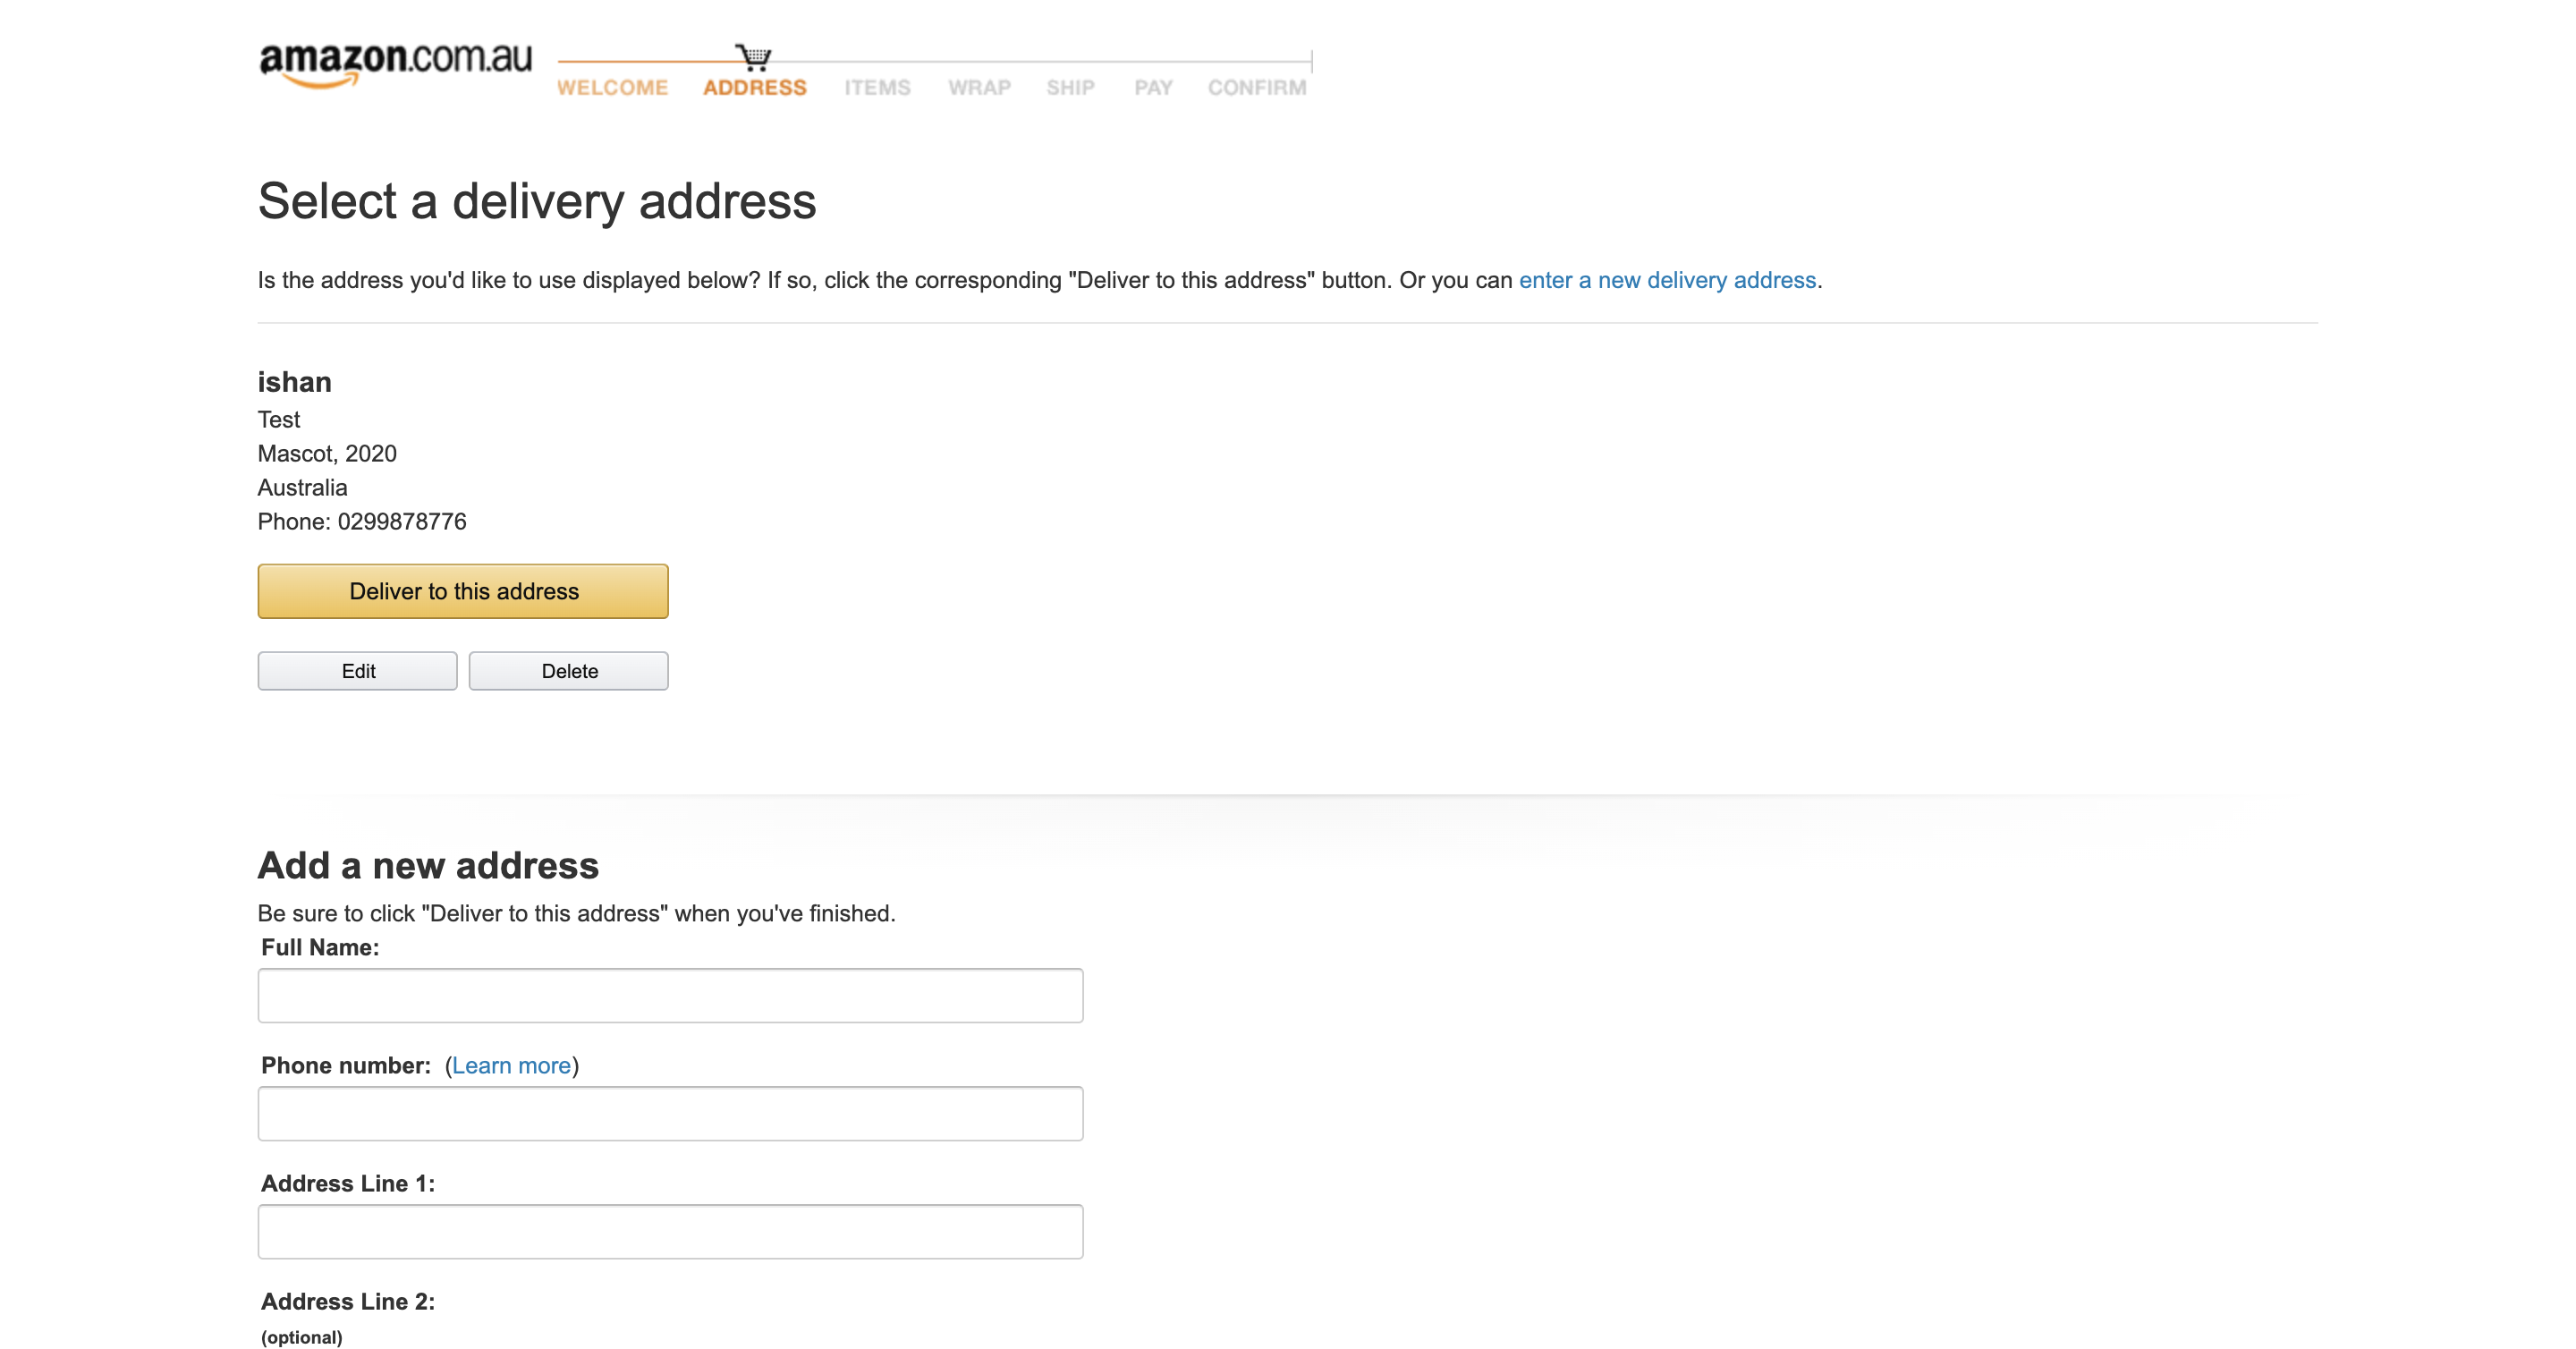 amazon.com.au
WELCOME ADDRESS ITEMS WRAP SHIP PAY CONFIRM
Select a delivery address
Is the address you'd like to use displayed below? If so, click the corresponding "Deliver to this address" button. Or you can enter a new delivery address.
ishan
Test
Mascot, 2020
Australia
Phone: 0299878776
Deliver to this address
Edit Delete
Add a new address
Be sure to click "Deliver to this address" when you've finished.
Full Name:
Phone number: (Learn more)
Address Line 1:
Address Line 2:
(optional)